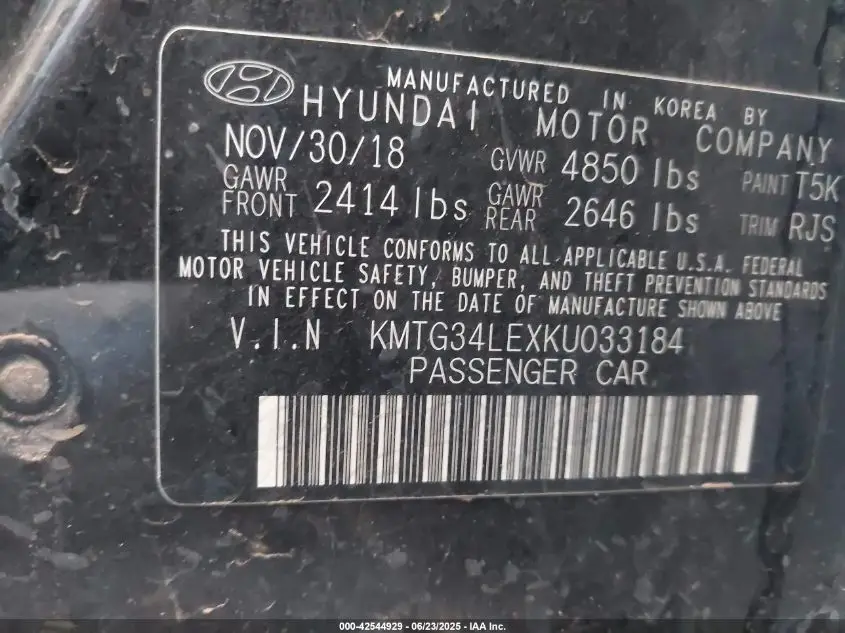 MANUFACTURED IN KOREA BY
HYUNDAI MOTOR COMPANY
NOV/30/18 GVWR 4850 lbs PAINT T5K
GAWR FRONT 2414 lbs GAWR REAR 2646 lbs TRIM RJS
THIS VEHICLE CONFORMS TO ALL APPLICABLE U.S.A. FEDERAL
MOTOR VEHICLE SAFETY, BUMPER, AND THEFT PREVENTION STANDARDS
IN EFFECT ON THE DATE OF MANUFACTURE SHOWN ABOVE
V.I.N KMTG34LEXKU033184
PASSENGER CAR
000-42544929 - 06/23/2025 - IAA Inc.